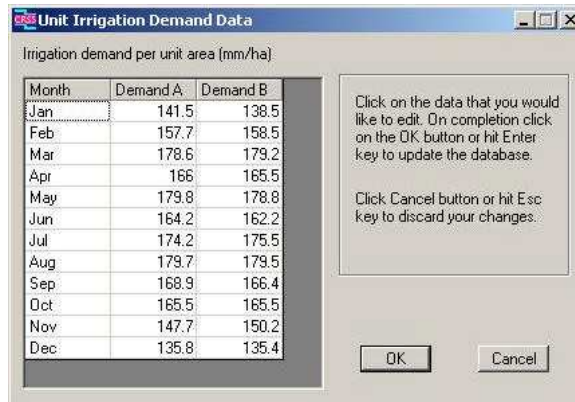 CRSS Unit Irrigation Demand Data
Irrigation demand per unit area (mm/ha)
Month Demand A Demand B
Jan 141.5 138.5
Feb 157.7 158.5
Mar 178.6 179.2
Apr 166 165.5
May 179.8 178.8
Jun 164.2 162.2
Jul 174.2 175.5
Aug 179.7 179.5
Sep 168.9 166.4
Oct 165.5 165.5
Nov 147.7 150.2
Dec 135.8 135.4
Click on the data that you would
like to edit. On completion click
on the OK button or hit Enter
key to update the database.
Click Cancel button or hit Esc
key to discard your changes.
OK Cancel